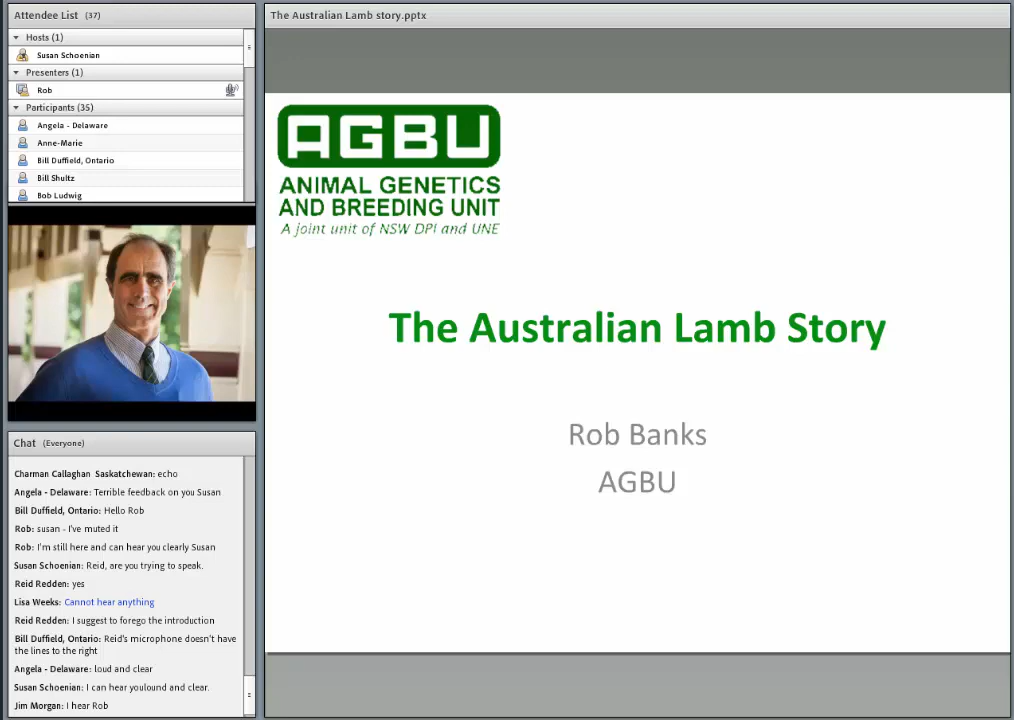 Attendee List (37)
Hosts (1)
Susan Schoenian
Presenters (1)
Rob
Participants (35)
Angela - Delaware
Anne-Marie
Bill Duffield, Ontario
Bill Shultz
Bob Ludwig
Chat (Everyone)
Charman Callaghan Saskatchewan: echo
Angela - Delaware: Terrible feedback on you Susan
Bill Duffield, Ontario: Hello Rob
Rob: susan - I've muted it
Rob: I'm still here and can hear you clearly Susan
Susan Schoenian: Reid, are you trying to speak.
Reid Redden: yes
Lisa Weeks: Cannot hear anything
Reid Redden: I suggest to forego the introduction
Bill Duffield, Ontario: Reid's microphone doesn't have
the lines to the right
Angela - Delaware: loud and clear
Susan Schoenian: I can hear youlound and clear.
Jim Morgan: I hear Rob
The Australian Lamb story.pptx
AGBU
ANIMAL GENETICS
AND BREEDING UNIT
A joint unit of NSW DPI and UNE
The Australian Lamb Story
Rob Banks
AGBU